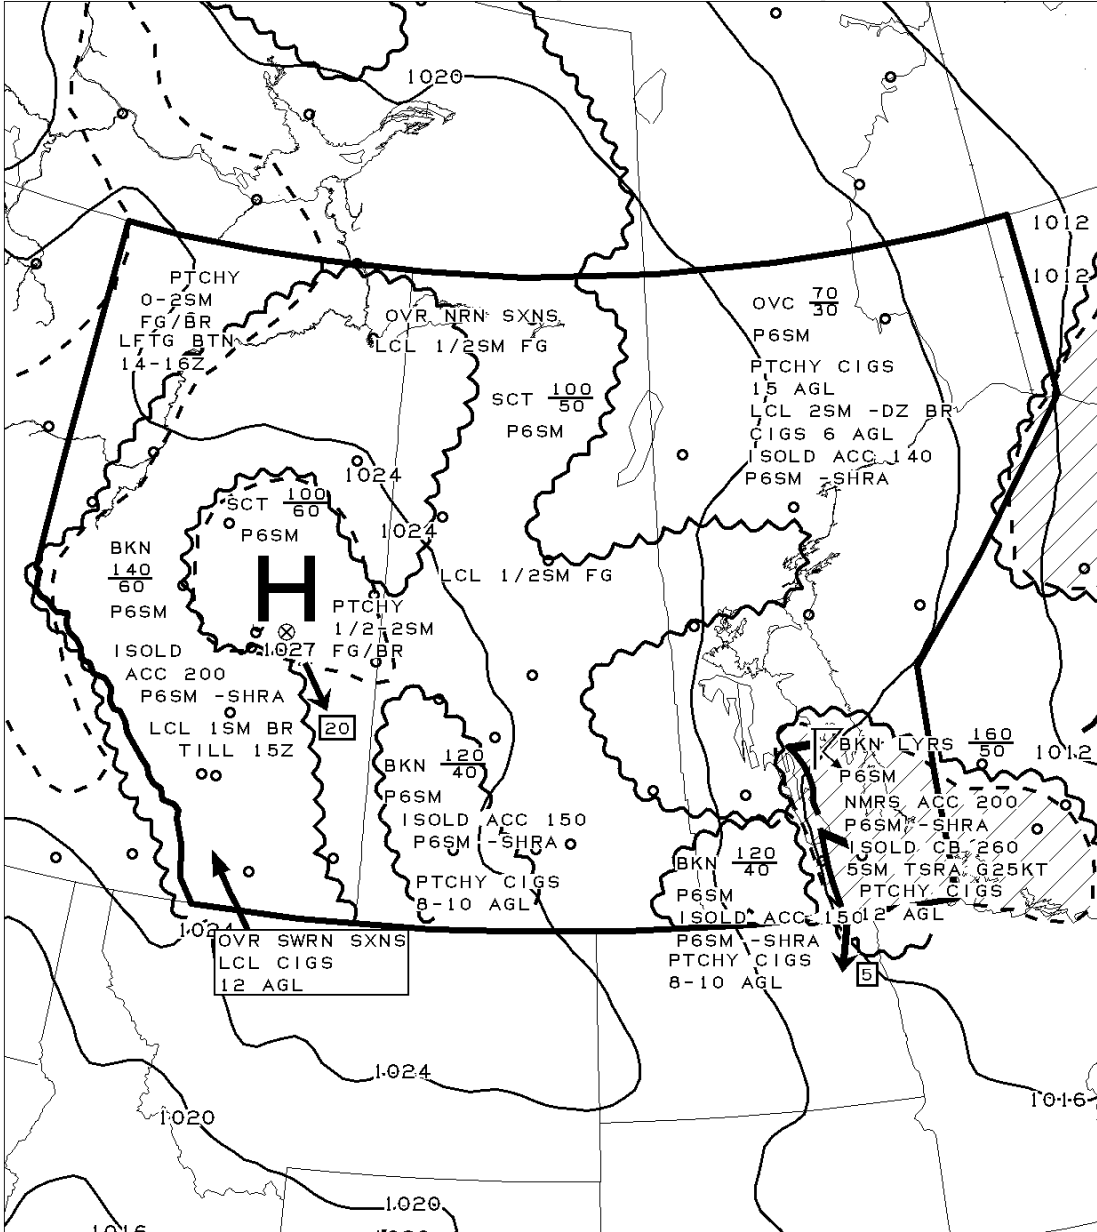 1020
1012
1012
PTCHY
0-2SM
FG/BR
LFTG BTN
14-16Z
OVR NRN SXNS
LCL 1/2SM FG
OVC 70
30
P6SM
PTCHY CIGS
15 AGL
LCL 2SM -DZ BR
CIGS 6 AGL
ISOLD ACC 140
P6SM -SHRA
SCT 100
50
P6SM
1024
SCT 100
60
P6SM
1024
BKN
140
60
P6SM
LCL 1/2SM FG
H
1027
PTCHY
1/2-2SM
FG/BR
ISOLD
ACC 200
P6SM -SHRA
LCL 1SM BR
TILL 15Z
20
BKN 120
40
P6SM
ISOLD ACC 150
P6SM -SHRA
PTCHY CIGS
8-10 AGL
BKN LYRS 160
50
P6SM
NMRS ACC 200
P6SM -SHRA
ISOLD CB 260
5SM TSRA G25KT
PTCHY CIGS
12 AGL
1012
BKN 120
40
P6SM
ISOLD ACC 150
P6SM -SHRA
PTCHY CIGS
8-10 AGL
5
1024
OVR SWRN SXNS
LCL CIGS
12 AGL
1024
1020
1016
1020
1016